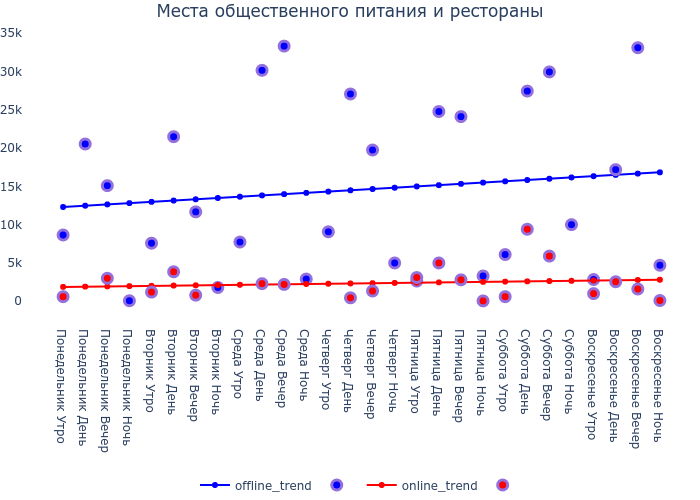 Места общественного питания и рестораны
35k
30k
25k
20k
15k
10k
5k
0
Понедельник Утро
Понедельник День
Понедельник Вечер
Понедельник Ночь
Вторник Утро
Вторник День
Вторник Вечер
Вторник Ночь
Среда Утро
Среда День
Среда Вечер
Среда Ночь
Четверг Утро
Четверг День
Четверг Вечер
Четверг Ночь
Пятница Утро
Пятница День
Пятница Вечер
Пятница Ночь
Суббота Утро
Суббота День
Суббота Вечер
Суббота Ночь
Воскресенье Утро
Воскресенье День
Воскресенье Вечер
Воскресенье Ночь
offline_trend
online_trend